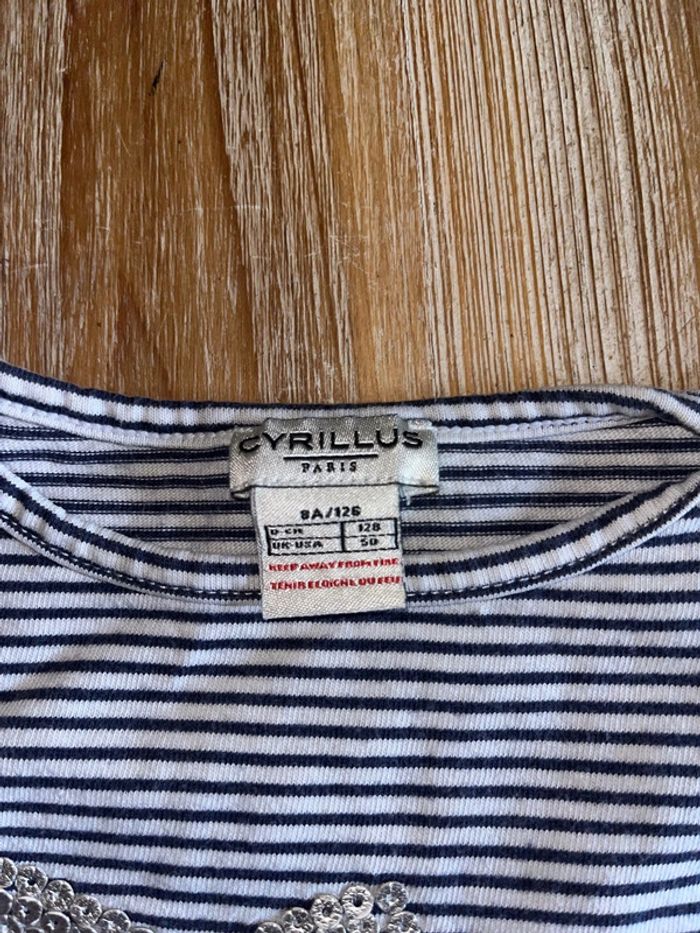 CYRILLUS
PARIS
8A/126
D-CH 128
UK-USA 50
KEEP AWAY FROM FIRE
TENIR ELOIGNE DU FEU